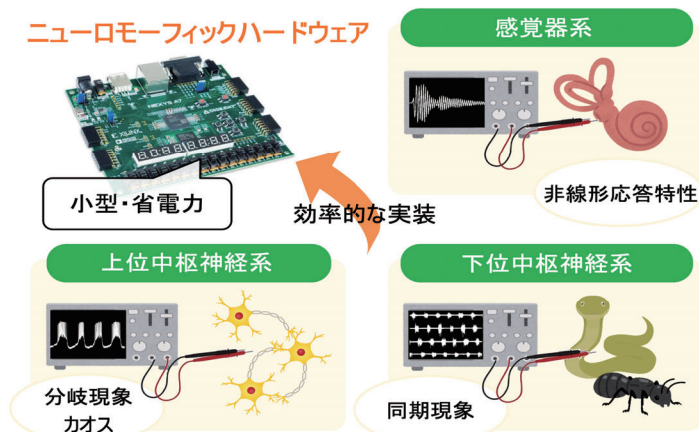 ニューロモーフィックハードウェア
NEXYS A7
XILINX
小型・省電力
効率的な実装
感覚器系
非線形応答特性
上位中枢神経系
分岐現象
カオス
下位中枢神経系
同期現象